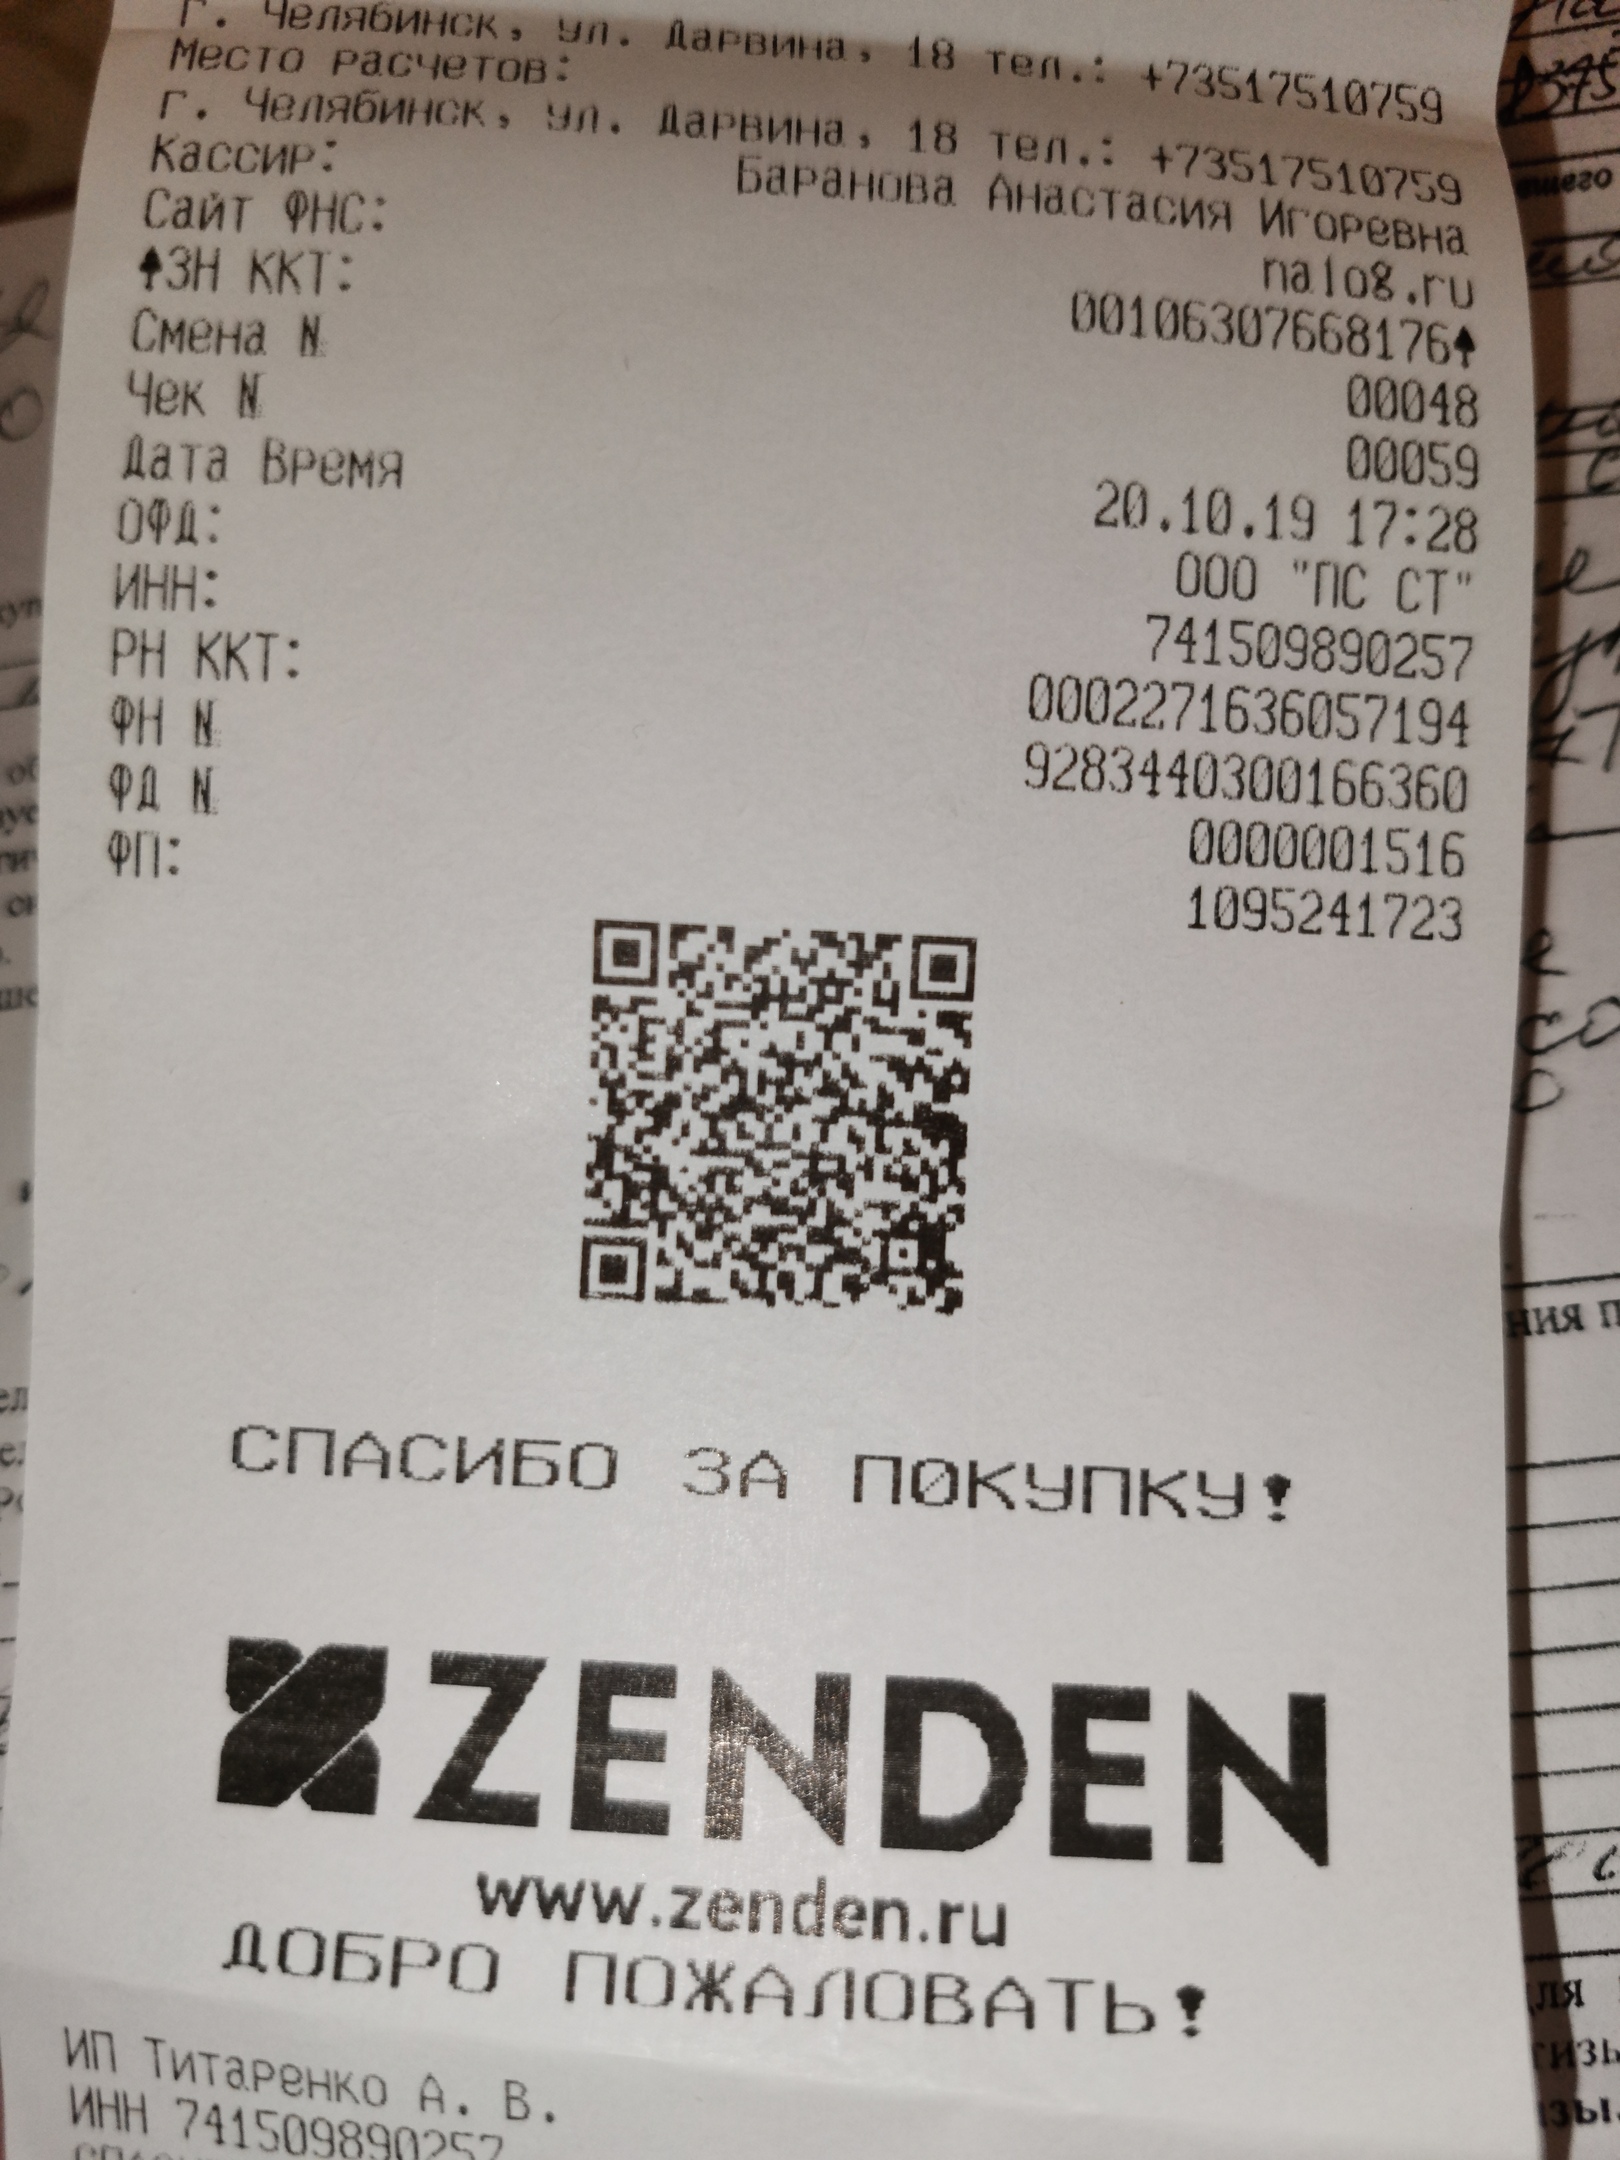 г. Челябинск, ул. Дарвина, 18 тел.: +73517510759
Место расчетов:
г. Челябинск, ул. Дарвина, 18 тел.: +73517510759
Кассир: Баранова Анастасия Игоревна
Сайт ФНС: nalog.ru
ЗН ККТ: 00106307668176
Смена N 00048
Чек N 00059
Дата Время 20.10.19 17:28
ОФД: ООО "ПС СТ"
ИНН: 741509890257
РН ККТ: 0002271636057194
ФН N 9283440300166360
ФД N 0000001516
ФП: 1095241723
СПАСИБО ЗА ПОКУПКУ!
ZENDEN
www.zenden.ru
ДОБРО ПОЖАЛОВАТЬ!
ИП Титаренко А. В.
ИНН 741509890257